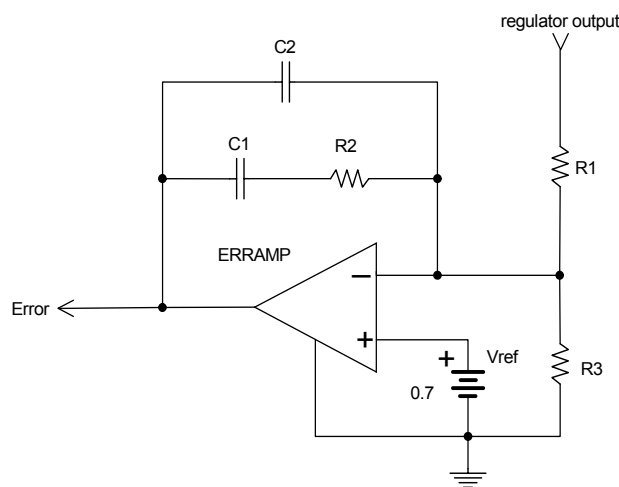 regulator output
C2
C1
R2
R1
ERRAMP
−
Error
+
+
Vref
0.7
R3